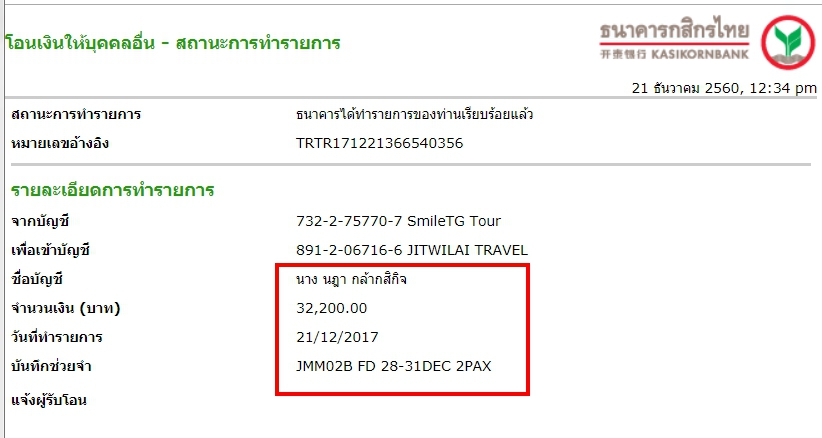 ธนาคารกสิกรไทย
开泰银行 KASIKORNBANK
โอนเงินให้บุคคลอื่น - สถานะการทำรายการ
21 ธันวาคม 2560, 12:34 pm
สถานะการทำรายการ ธนาคารได้ทำรายการของท่านเรียบร้อยแล้ว
หมายเลขอ้างอิง TRTR171221366540356
รายละเอียดการทำรายการ
จากบัญชี 732-2-75770-7 SmileTG Tour
เพื่อเข้าบัญชี 891-2-06716-6 JITWILAI TRAVEL
ชื่อบัญชี นาง นฎา กล้ากสิกิจ
จำนวนเงิน (บาท) 32,200.00
วันที่ทำรายการ 21/12/2017
บันทึกช่วยจำ JMM02B FD 28-31DEC 2PAX
แจ้งผู้รับโอน